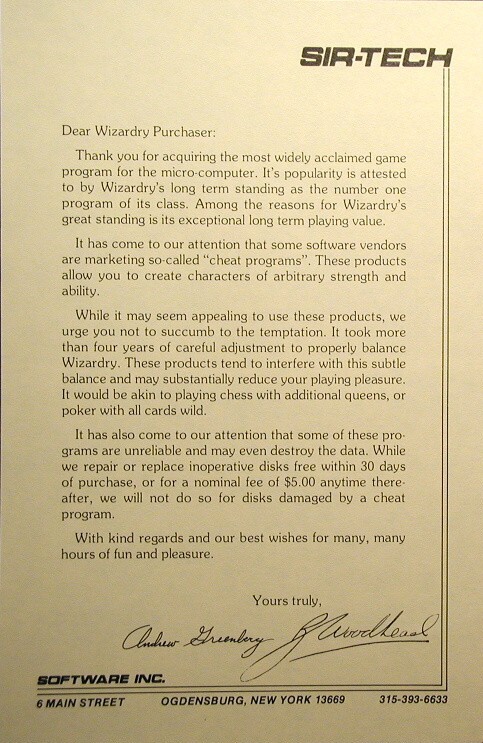 SIR-TECH
Dear Wizardry Purchaser:
Thank you for acquiring the most widely acclaimed game
program for the micro-computer. It's popularity is attested
to by Wizardry's long term standing as the number one
program of its class. Among the reasons for Wizardry's
great standing is its exceptional long term playing value.
It has come to our attention that some software vendors
are marketing so-called "cheat programs". These products
allow you to create characters of arbitrary strength and
ability.
While it may seem appealing to use these products, we
urge you not to succumb to the temptation. It took more
than four years of careful adjustment to properly balance
Wizardry. These products tend to interfere with this subtle
balance and may substantially reduce your playing pleasure.
It would be akin to playing chess with additional queens, or
poker with all cards wild.
It has also come to our attention that some of these pro-
grams are unreliable and may even destroy the data. While
we repair or replace inoperative disks free within 30 days
of purchase, or for a nominal fee of $5.00 anytime there-
after, we will not do so for disks damaged by a cheat
program.
With kind regards and our best wishes for many, many
hours of fun and pleasure.
Yours truly,
Andrew Greenberg R Woodhead
SOFTWARE INC.
6 MAIN STREET OGDENSBURG, NEW YORK 13669 315-393-6633